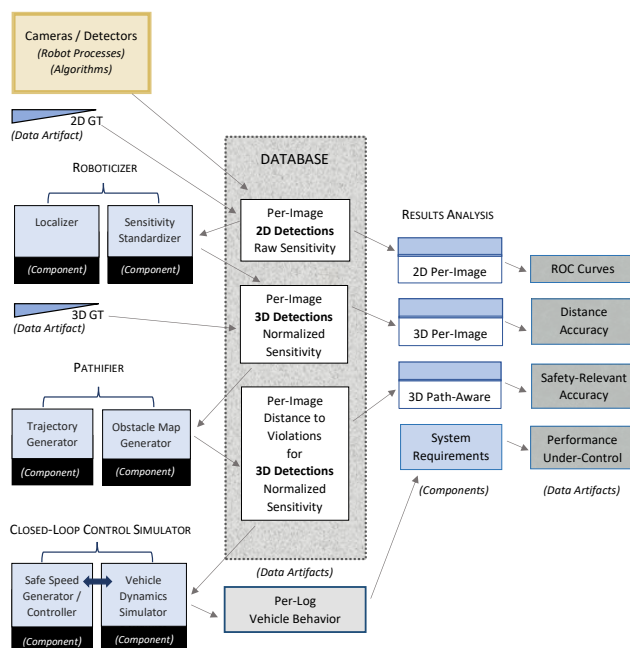 Cameras / Detectors
(Robot Processes)
(Algorithms)
2D GT
(Data Artifact)
ROBOTICIZER
Localizer
(Component)
Sensitivity
Standardizer
(Component)
3D GT
(Data Artifact)
PATHIFIER
Trajectory
Generator
(Component)
Obstacle Map
Generator
(Component)
CLOSED-LOOP CONTROL SIMULATOR
Safe Speed
Generator /
Controller
(Component)
Vehicle
Dynamics
Simulator
(Component)
DATABASE
Per-Image
2D Detections
Raw Sensitivity
Per-Image
3D Detections
Normalized
Sensitivity
Per-Image
Distance to
Violations
for
3D Detections
Normalized
Sensitivity
(Data Artifacts)
Per-Log
Vehicle Behavior
RESULTS ANALYSIS
2D Per-Image
3D Per-Image
3D Path-Aware
System
Requirements
(Components)
ROC Curves
Distance
Accuracy
Safety-Relevant
Accuracy
Performance
Under-Control
(Data Artifacts)